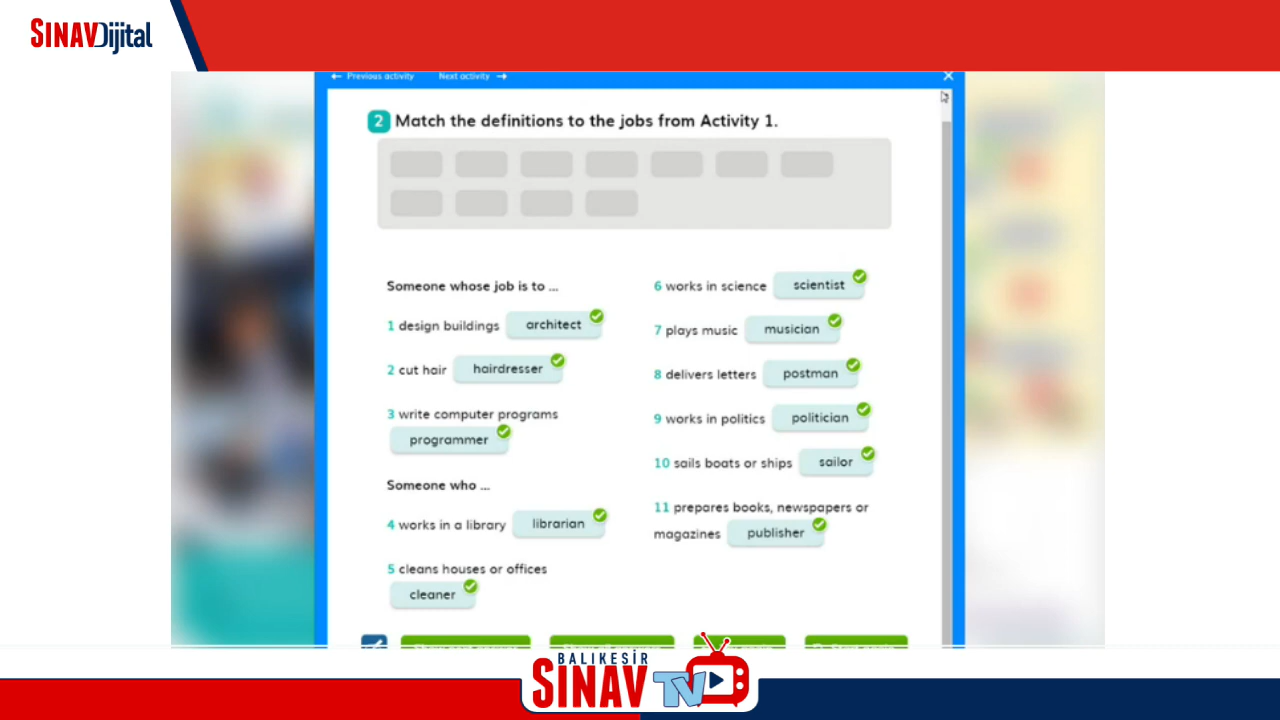 SINAVDijital
← Previous activity Next activity →
2 Match the definitions to the jobs from Activity 1.
Someone whose job is to ...
1 design buildings architect
2 cut hair hairdresser
3 write computer programs
programmer
Someone who ...
4 works in a library librarian
5 cleans houses or offices
cleaner
6 works in science scientist
7 plays music musician
8 delivers letters postman
9 works in politics politician
10 sails boats or ships sailor
11 prepares books, newspapers or
magazines publisher
BALIKESİR
SINAV TV